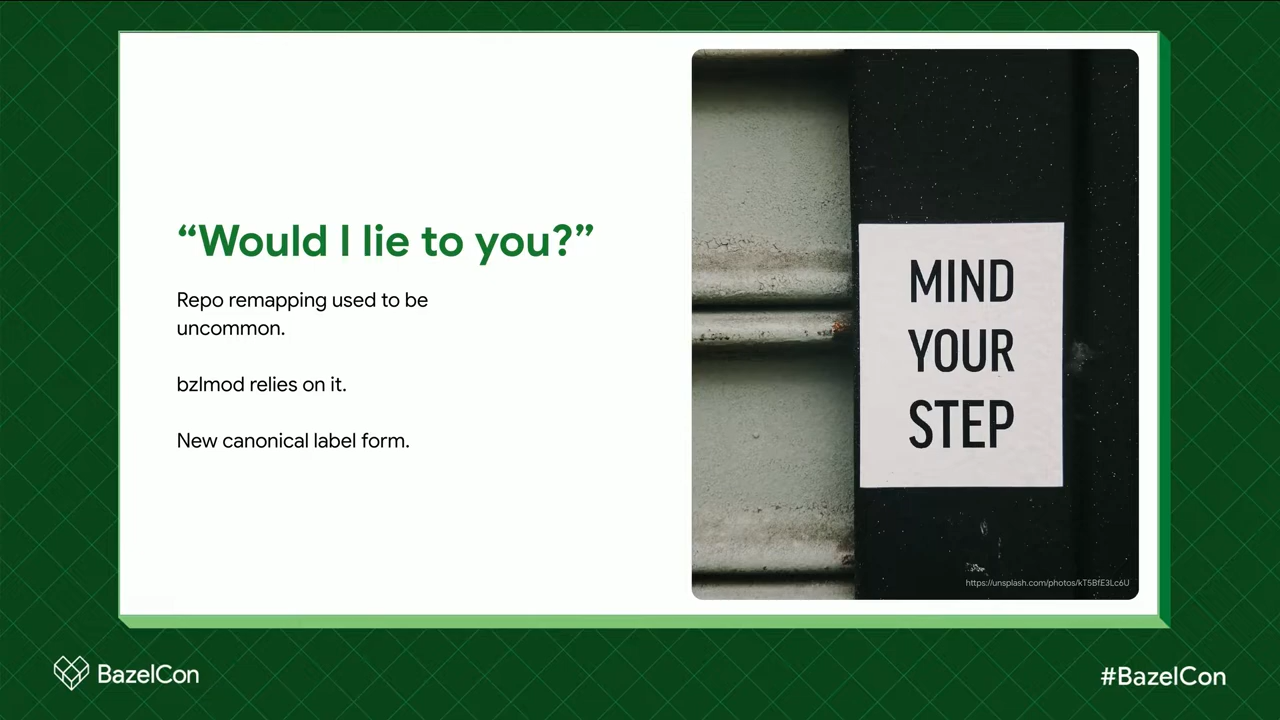 “Would I lie to you?”
Repo remapping used to be
uncommon.
bzlmod relies on it.
New canonical label form.
MIND
YOUR
STEP
https://unsplash.com/photos/kT5BfE3Lc6U
BazelCon
#BazelCon